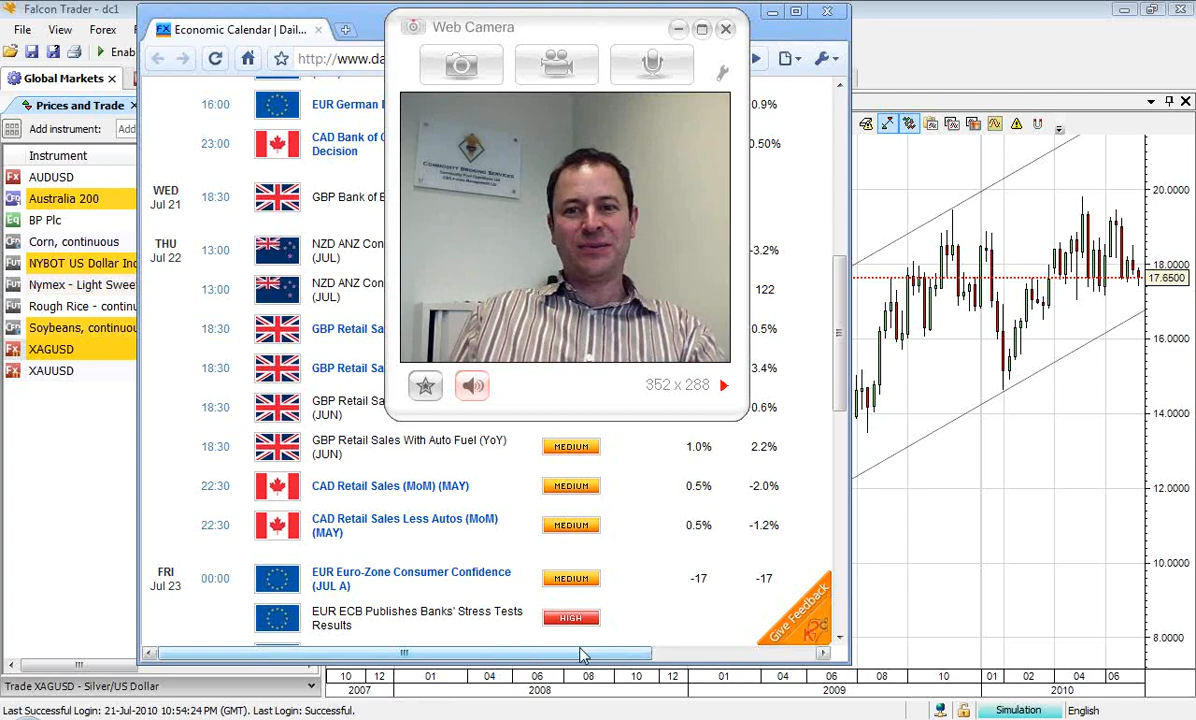 Falcon Trader - dc1
File View Forex
Enab
Global Markets
Prices and Trade
Add instrument: Add
Instrument
AUDUSD
Australia 200
BP Plc
Corn, continuous
NYBOT US Dollar Ind
Nymex - Light Swee
Rough Rice - contin
Soybeans, continuou
XAGUSD
XAUUSD
Trade XAGUSD - Silver/US Dollar
Last Successful Login: 21-Jul-2010 10:54:24 PM (GMT). Last Login: Successful.
Economic Calendar | Dail...
http://www.da
16:00 EUR German 0.9%
23:00 CAD Bank of C 0.50%
Decision
WED
Jul 21
18:30 GBP Bank of E
THU
Jul 22
13:00 NZD ANZ Con -3.2%
(JUL)
13:00 NZD ANZ Con 122
(JUL)
18:30 GBP Retail Sa 0.5%
18:30 GBP Retail Sa 3.4%
18:30 GBP Retail Sa 0.6%
(JUN)
18:30 GBP Retail Sales With Auto Fuel (YoY) MEDIUM 1.0% 2.2%
(JUN)
22:30 CAD Retail Sales (MoM) (MAY) MEDIUM 0.5% -2.0%
22:30 CAD Retail Sales Less Autos (MoM) MEDIUM 0.5% -1.2%
(MAY)
FRI
Jul 23
00:00 EUR Euro-Zone Consumer Confidence MEDIUM -17 -17
(JUL A)
EUR ECB Publishes Banks' Stress Tests HIGH
Results
Give Feedback
Web Camera
COMMODITY BROKING SERVICES
352 x 288
20.0000
18.0000
17.6500
16.0000
14.0000
12.0000
10.0000
8.0000
10 12 01 04 06 08 10 12 01 04 06 08 10 01 02 04 06
2007 2008 2009 2010
Simulation English